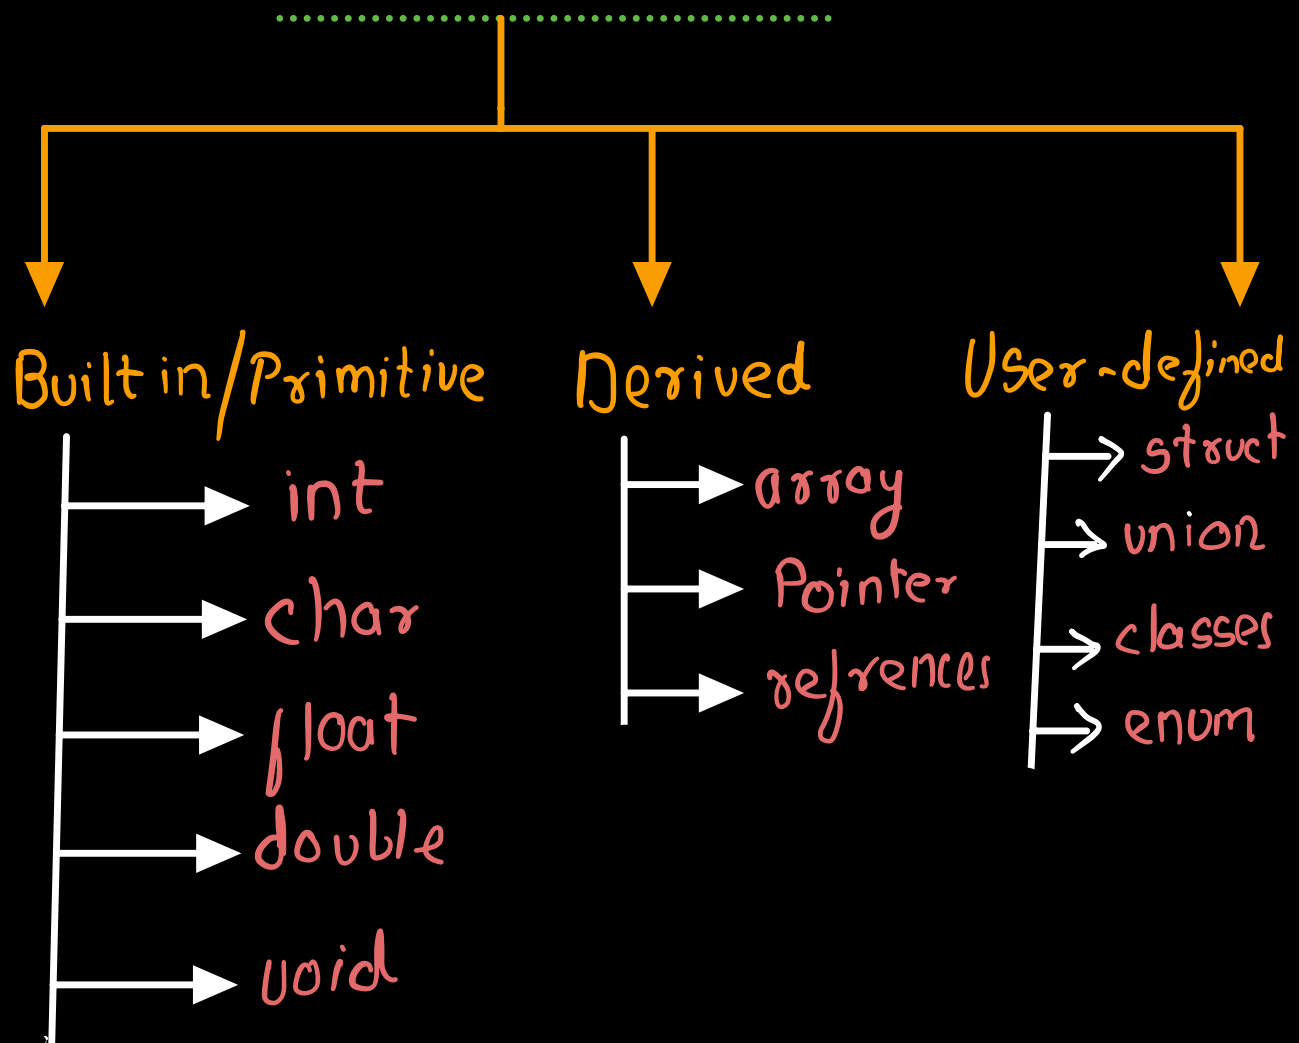 Built in/Primitive
int
char
float
double
void
Derived
array
Pointer
refrences
User-defined
struct
union
classes
enum